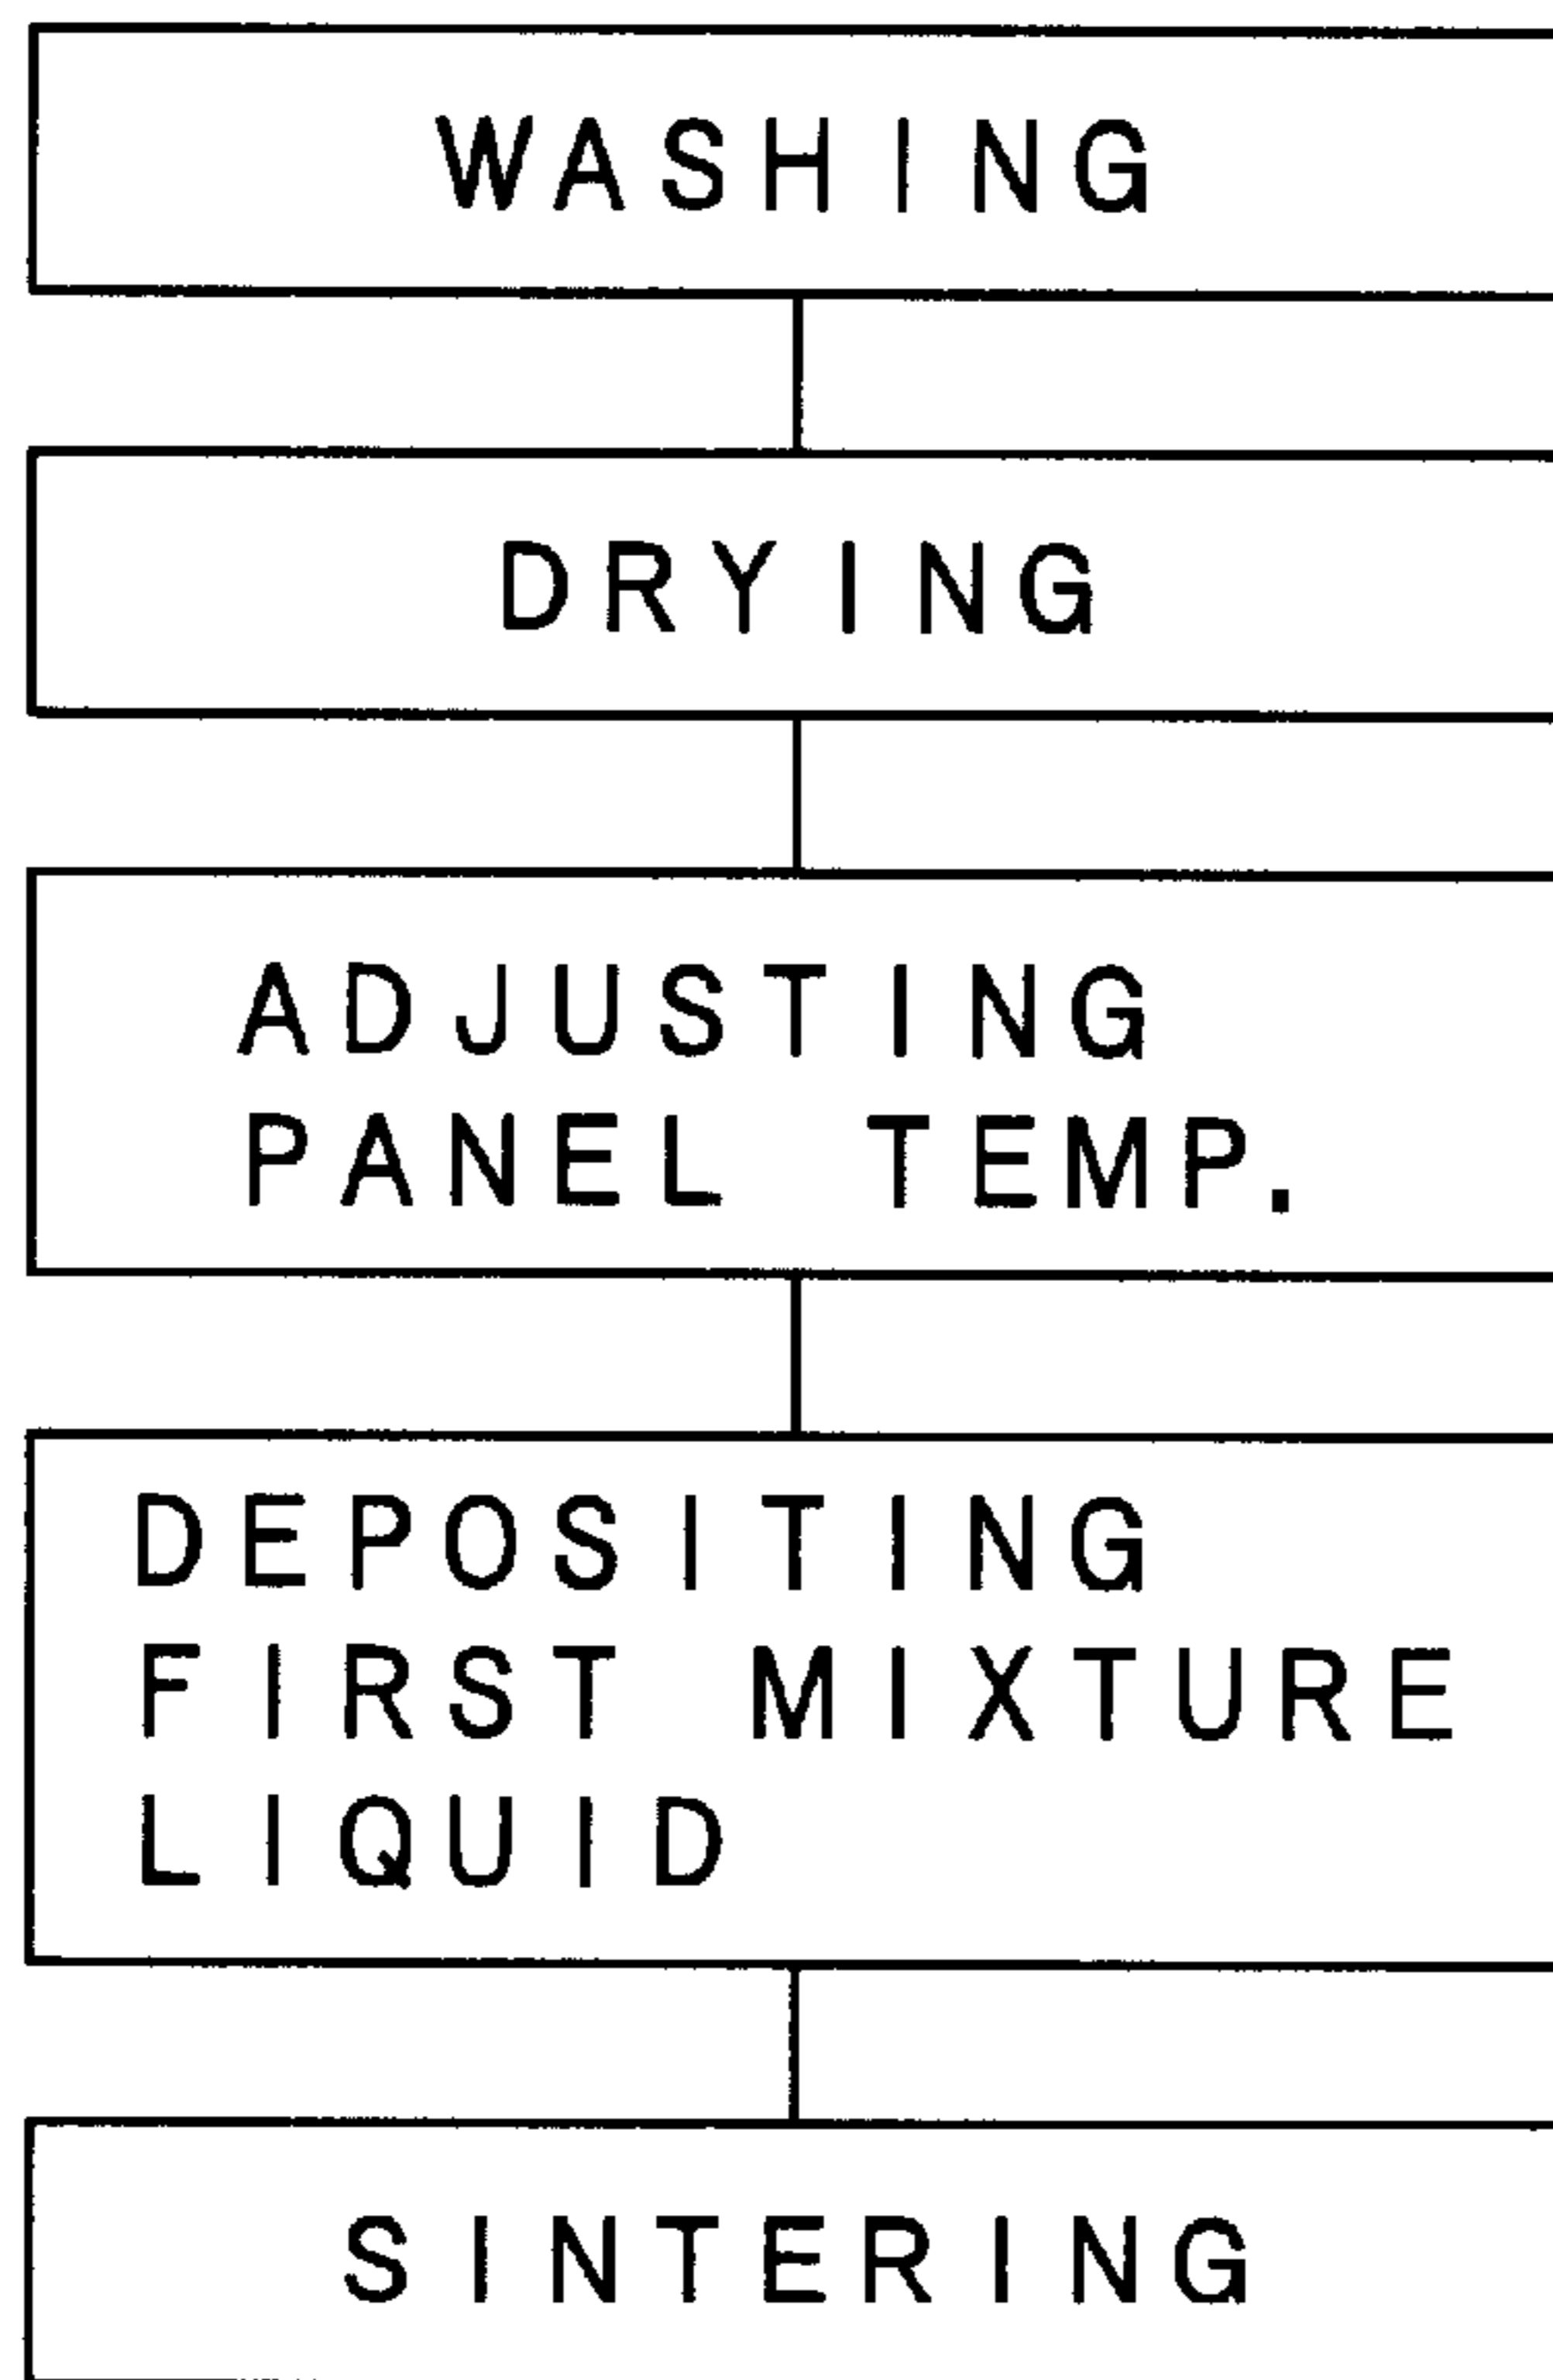 WASHING
DRYING
ADJUSTING
PANEL TEMP.
DEPOSITING
FIRST MIXTURE
LIQUID
SINTERING